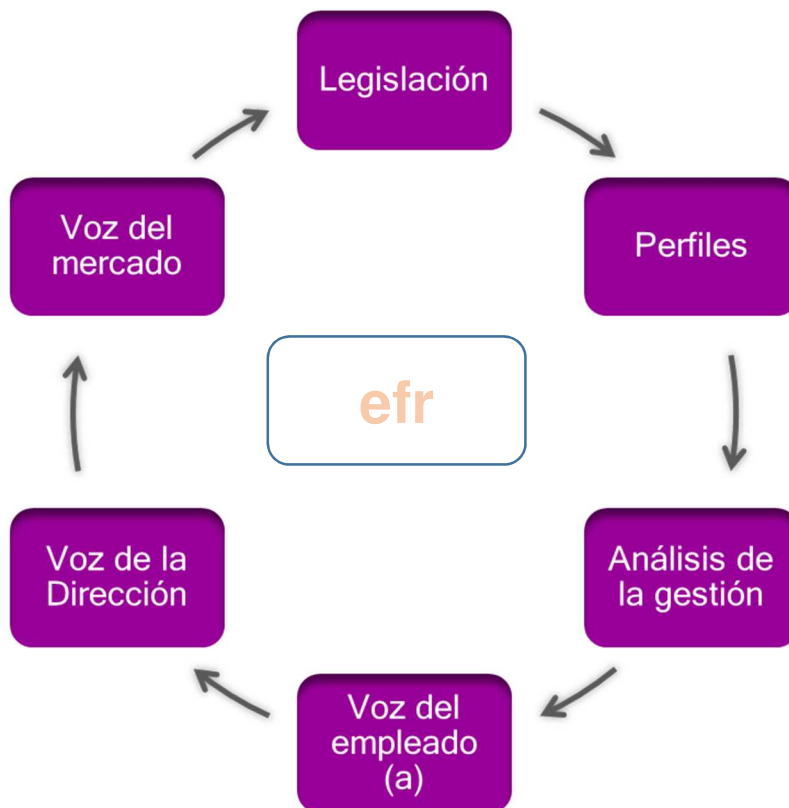 Legislación
Perfiles
Análisis de
la gestión
Voz del
empleado
(a)
Voz de la
Dirección
Voz del
mercado
efr